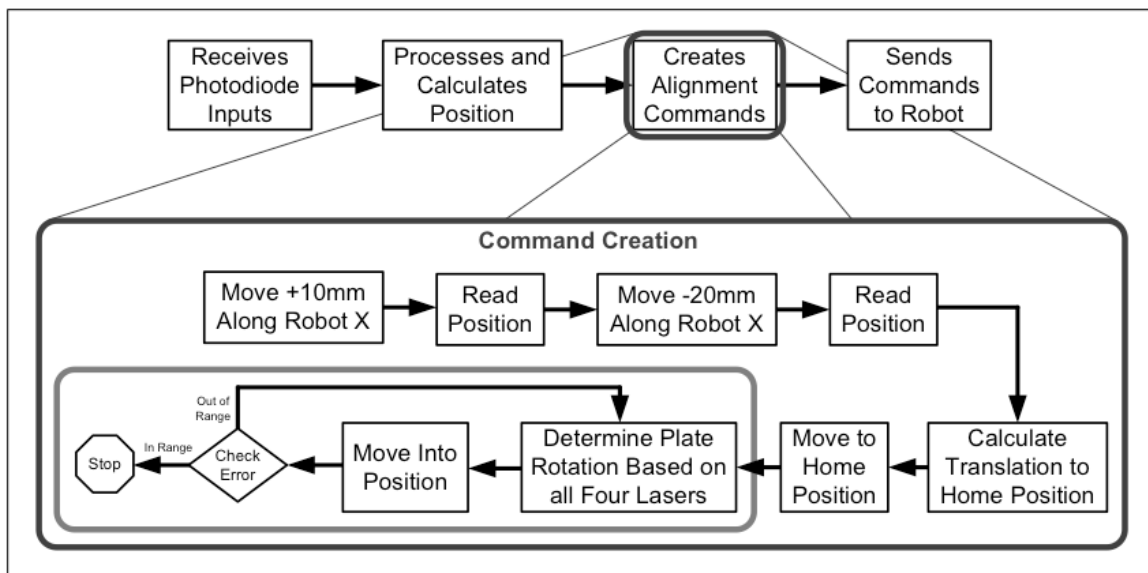 Receives
Photodiode
Inputs
Processes and
Calculates
Position
Creates
Alignment
Commands
Sends
Commands
to Robot
Command Creation
Move +10mm
Along Robot X
Read
Position
Move -20mm
Along Robot X
Read
Position
Calculate
Translation to
Home Position
Move to
Home
Position
Determine Plate
Rotation Based on
all Four Lasers
Move Into
Position
Check
Error
Out of
Range
In Range
Stop